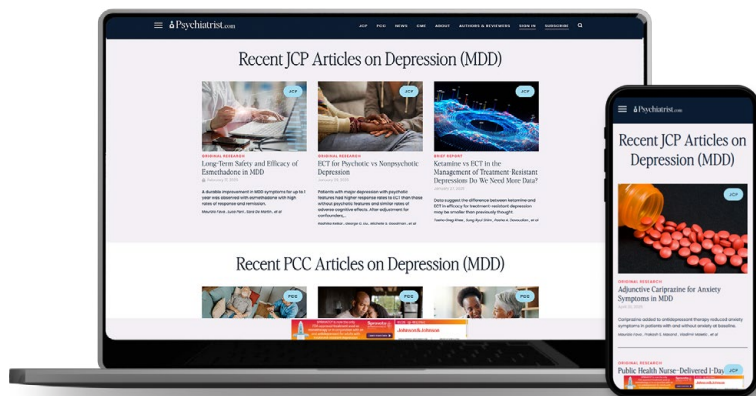 Psychiatrist.com
JCP PCC NEWS CME ABOUT AUTHORS & REVIEWERS SIGN IN SUBSCRIBE
Recent JCP Articles on Depression (MDD)
JCP
JCP
JCP
ORIGINAL RESEARCH
Long-Term Safety and Efficacy of
Esmethadone in MDD
A durable improvement in MDD symptoms for up to 1
year was observed with esmethadone with high
rates of response and remission.
ORIGINAL RESEARCH
ECT for Psychotic vs Nonpsychotic
Depression
Patients with major depression with psychotic
features had higher response rates to ECT than those
without psychotic features and similar rates of
adverse cognitive effects. After adjustment for
confounders,...
BRIEF REPORT
Ketamine vs ECT in the
Management of Treatment-Resistant
Depressions Do We Need More Data?
Data suggest the difference between ketamine and
ECT in efficacy for treatment-resistant depression
may be smaller than previously thought.
Recent PCC Articles on Depression (MDD)
PCC
PCC
PCC
Johnson&Johnson
Psychiatrist.com
Recent JCP Articles on
Depression (MDD)
JCP
ORIGINAL RESEARCH
Adjunctive Cariprazine for Anxiety
Symptoms in MDD
Cariprazine added to antidepressant therapy reduced anxiety
symptoms in patients with and without anxiety at baseline.
ORIGINAL RESEARCH
Public Health Nurse-Delivered 1-Day
JCP